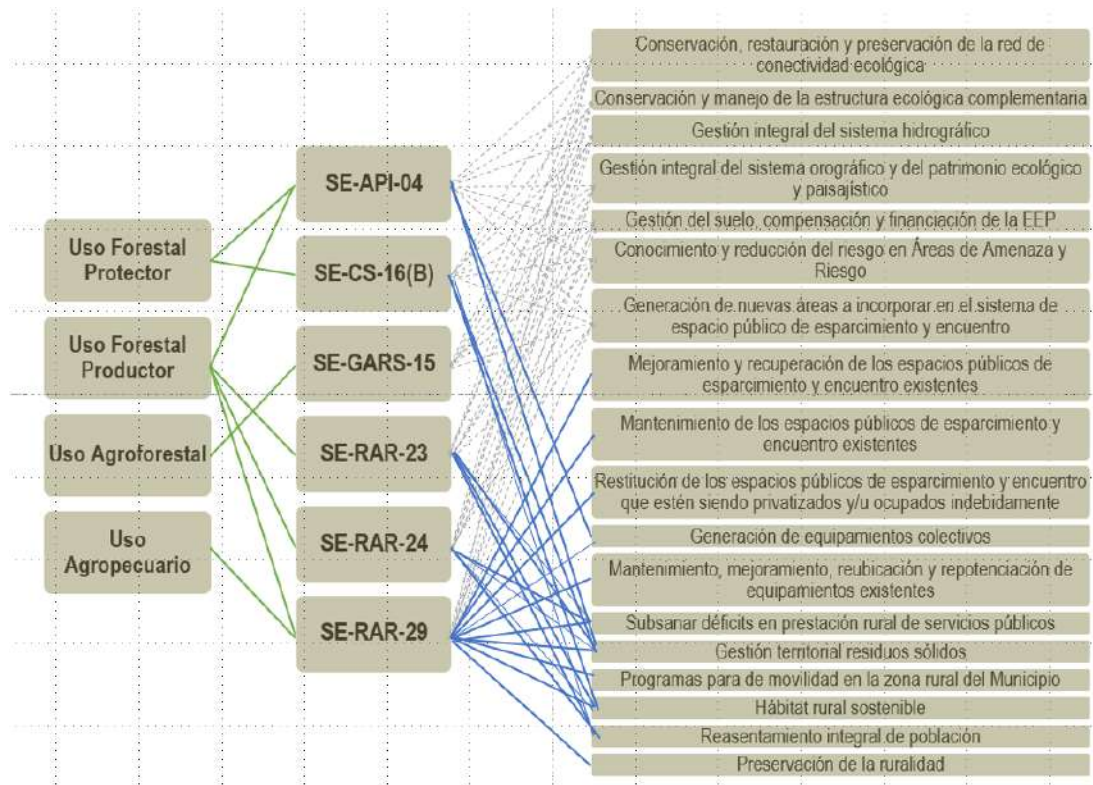 Uso Forestal
Protector
Uso Forestal
Productor
Uso Agroforestal
Uso
Agropecuario
SE-API-04
SE-CS-16(B)
SE-GARS-15
SE-RAR-23
SE-RAR-24
SE-RAR-29
Conservación, restauración y preservación de la red de
conectividad ecológica
Conservación y manejo de la estructura ecológica complementaria
Gestión integral del sistema hidrográfico
Gestión integral del sistema orográfico y del patrimonio ecológico
y paisajístico
Gestión del suelo, compensación y financiación de la EEP
Conocimiento y reducción del riesgo en Áreas de Amenaza y
Riesgo
Generación de nuevas áreas a incorporar en el sistema de
espacio público de esparcimiento y encuentro
Mejoramiento y recuperación de los espacios públicos de
esparcimiento y encuentro existentes
Mantenimiento de los espacios públicos de esparcimiento y
encuentro existentes
Restitución de los espacios públicos de esparcimiento y encuentro
que estén siendo privatizados y/u ocupados indebidamente
Generación de equipamientos colectivos
Mantenimiento, mejoramiento, reubicación y repotenciación de
equipamientos existentes
Subsanar déficits en prestación rural de servicios públicos
Gestión territorial residuos sólidos
Programas para de movilidad en la zona rural del Municipio
Hábitat rural sostenible
Reasentamiento integral de población
Preservación de la ruralidad